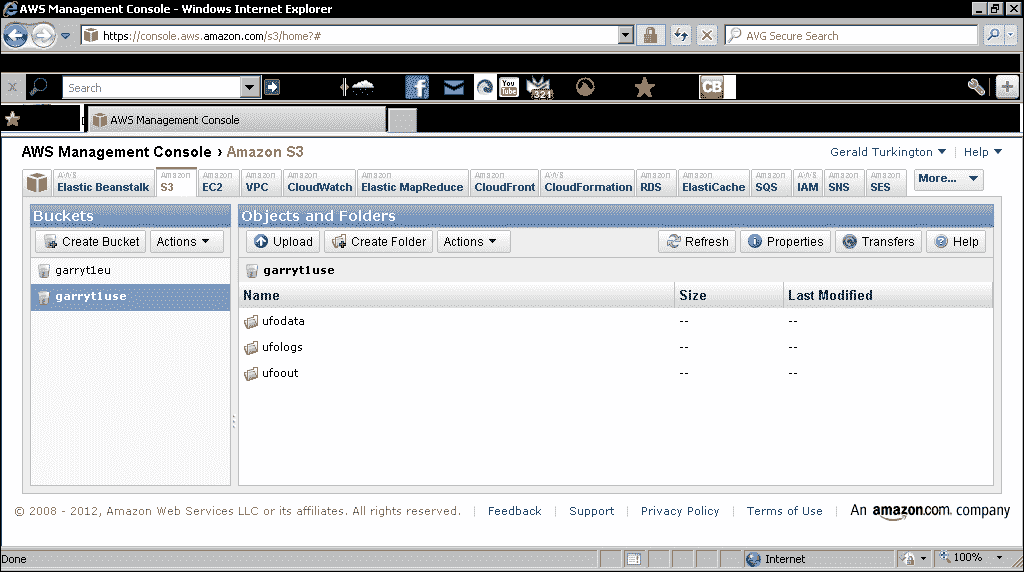 AWS Management Console - Windows Internet Explorer
https://console.aws.amazon.com/s3/home?#
AVG Secure Search
Search
f
You
Tube
321
CB
AWS Management Console
AWS Management Console › Amazon S3
Gerald Turkington
Help
AWS Elastic Beanstalk
Amazon S3
Amazon EC2
Amazon VPC
Amazon CloudWatch
Amazon Elastic MapReduce
Amazon CloudFront
AWS CloudFormation
Amazon RDS
Amazon ElastiCache
Amazon SQS
AWS IAM
Amazon SNS
Amazon SES
More...
Buckets
Objects and Folders
Create Bucket Actions
Upload Create Folder Actions Refresh Properties Transfers Help
garryt1eu
garryt1use
garryt1use
Name Size Last Modified
ufodata -- --
ufologs -- --
ufoout -- --
© 2008 - 2012, Amazon Web Services LLC or its affiliates. All rights reserved. | Feedback | Support | Privacy Policy | Terms of Use | An amazon.com. company
Done Internet 100%